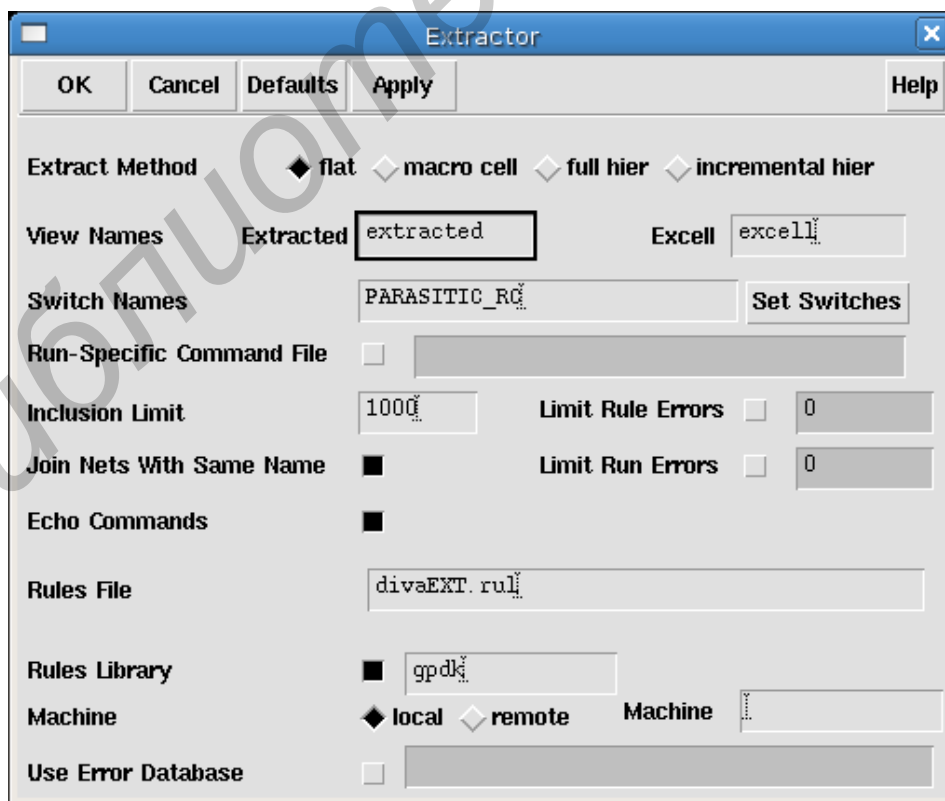 Extractor
OK Cancel Defaults Apply Help
Extract Method flat macro cell full hier incremental hier
View Names Extracted extracted Excell excell
Switch Names PARASITIC_RC Set Switches
Run-Specific Command File
Inclusion Limit 1000 Limit Rule Errors 0
Join Nets With Same Name Limit Run Errors 0
Echo Commands
Rules File divaEXT.rul
Rules Library gpdk
Machine local remote Machine
Use Error Database